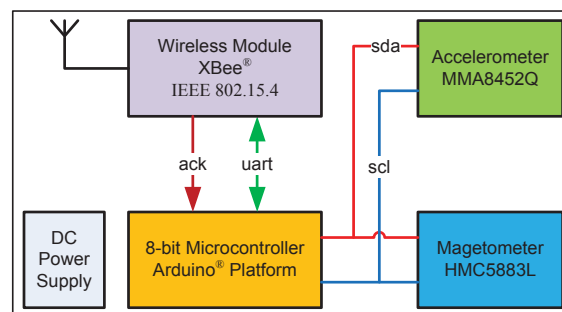 Wireless Module
XBee®
IEEE 802.15.4
sda
Accelerometer
MMA8452Q
ack
uart
scl
DC
Power
Supply
8-bit Microcontroller
Arduino® Platform
Magetometer
HMC5883L